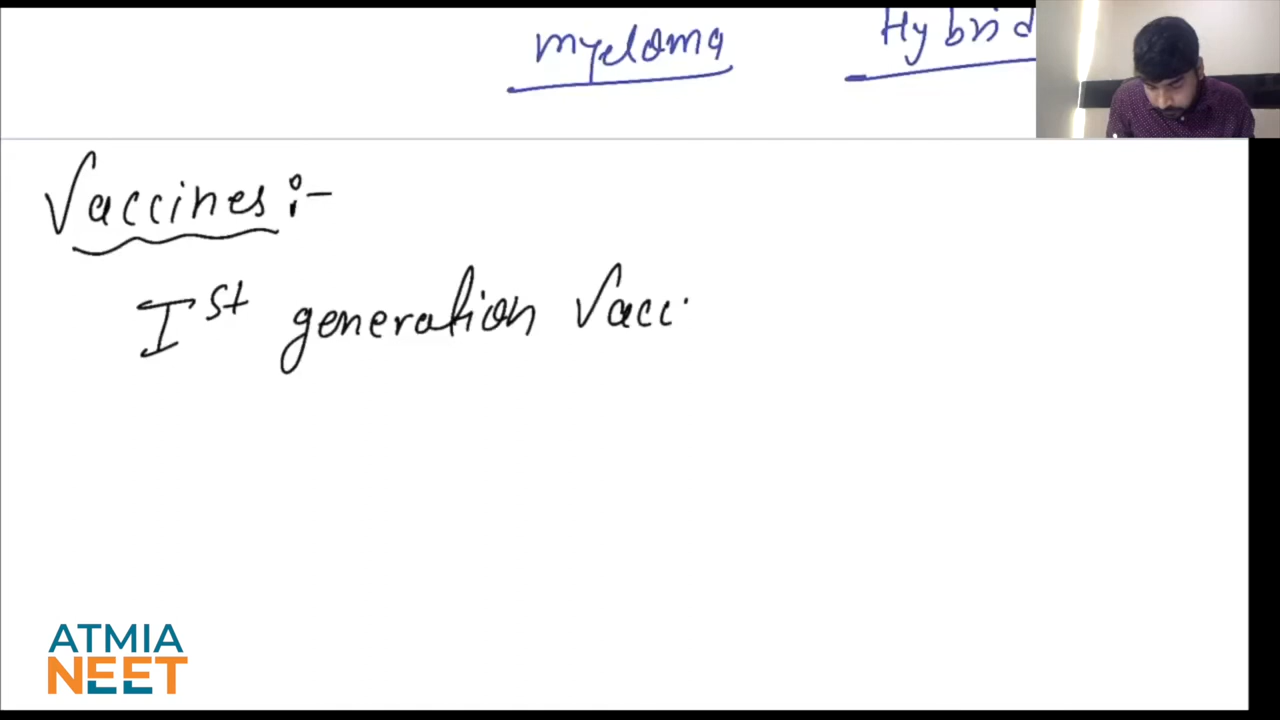 myeloma Hybrid
Vaccines :-
Ist generation Vacc
ATMIA
NEET